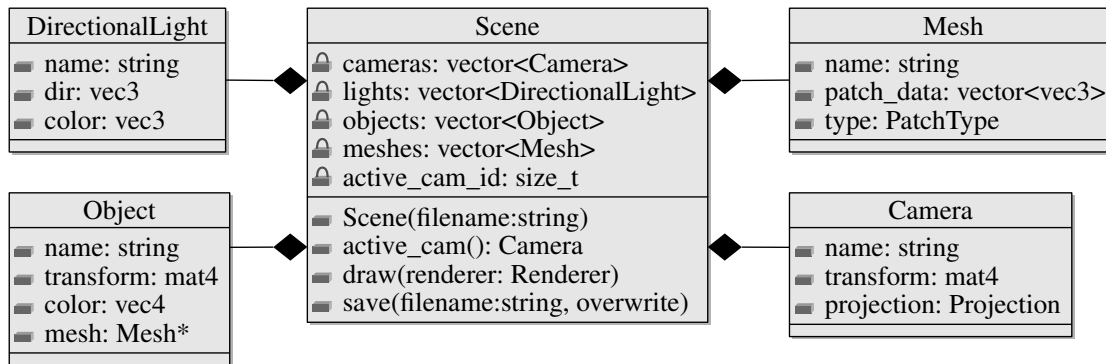 DirectionalLight
name: string
dir: vec3
color: vec3
Object
name: string
transform: mat4
color: vec4
mesh: Mesh*
Scene
cameras: vector<Camera>
lights: vector<DirectionalLight>
objects: vector<Object>
meshes: vector<Mesh>
active_cam_id: size_t
Scene(filename:string)
active_cam(): Camera
draw(renderer: Renderer)
save(filename:string, overwrite)
Mesh
name: string
patch_data: vector<vec3>
type: PatchType
Camera
name: string
transform: mat4
projection: Projection